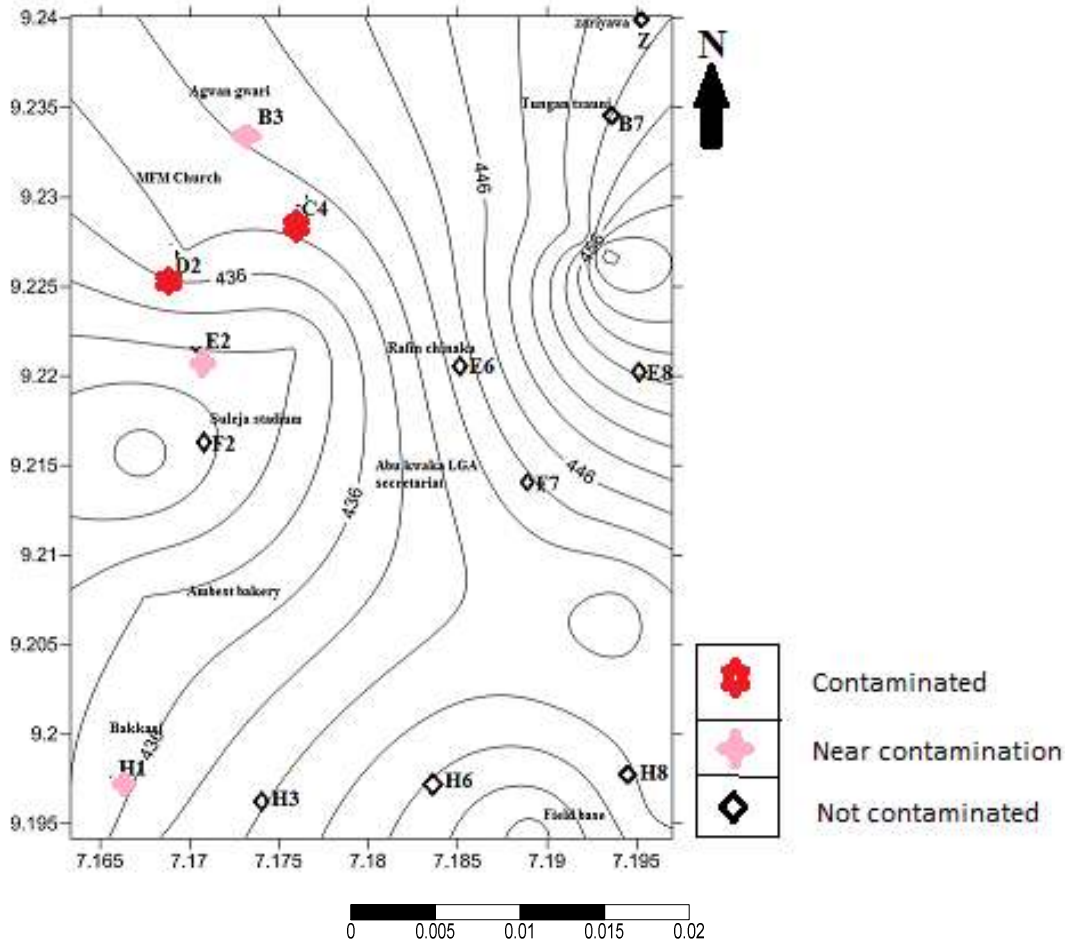 9.24
zariyawa
Z
N
9.235
Agwan gwari
B3
Tungan
B7
MFM Church
446
9.23
C4
456
D2
436
9.225
E2
Rafin chinaka
E6
E8
9.22
Suleja stadium
F2
Abu kwaka LGA
secretariat
446
F7
9.215
436
9.21
Ambest bakery
9.205
Contaminated
9.2
436
Near contamination
H1
H3
H6
H8
Field base
Not contaminated
9.195
7.165
7.17
7.175
7.18
7.185
7.19
7.195
0
0.005
0.01
0.015
0.02